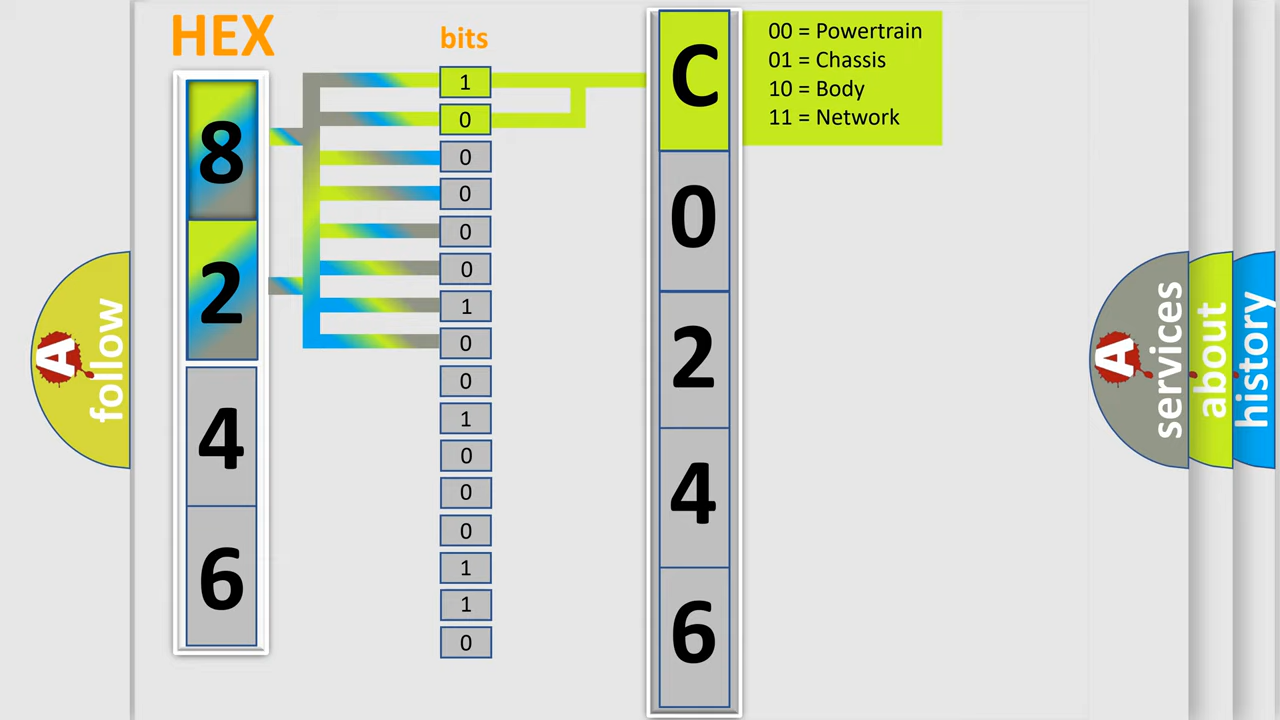 HEX
bits
8
2
4
6
1
0
0
0
0
0
1
0
0
1
0
0
0
1
1
0
C
0
2
4
6
00 = Powertrain
01 = Chassis
10 = Body
11 = Network
A
follow
A
services
about
history